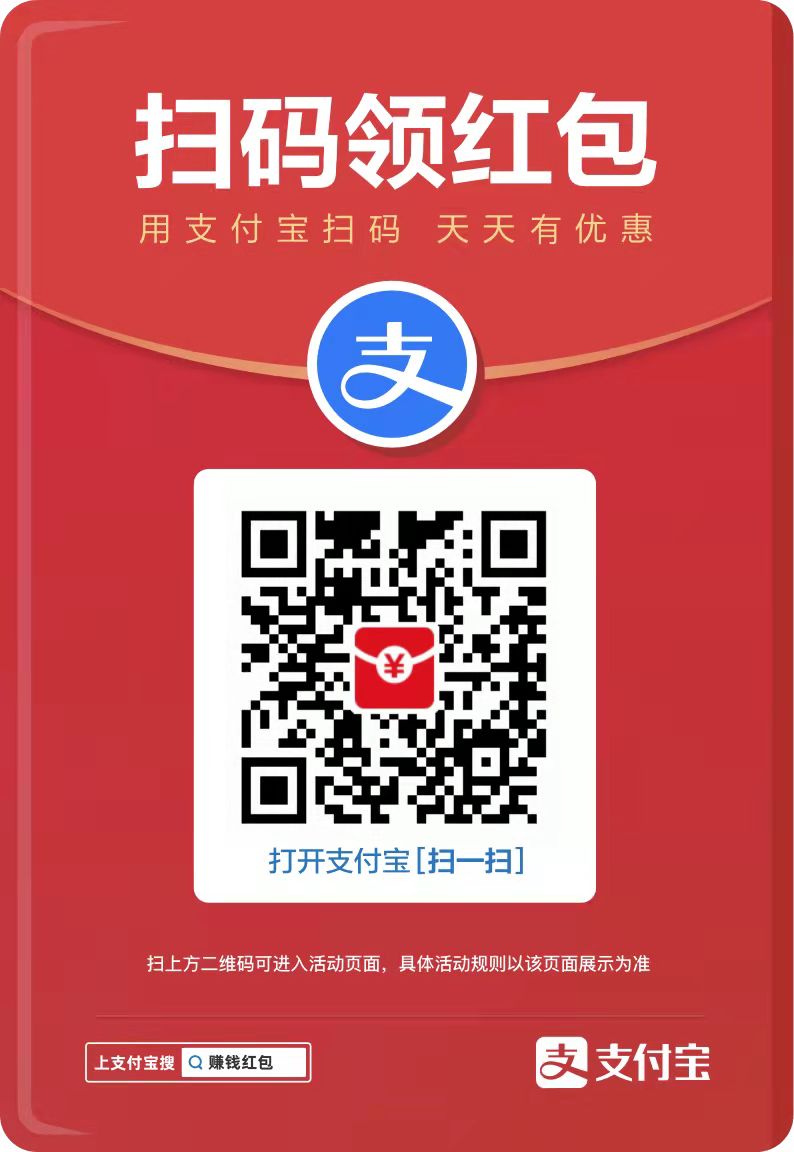 扫码领红包
用支付宝扫码 天天有优惠
支
¥
打开支付宝[扫一扫]
扫上方二维码可进入活动页面，具体活动规则以该页面展示为准
上支付宝搜 赚钱红包
支 支付宝